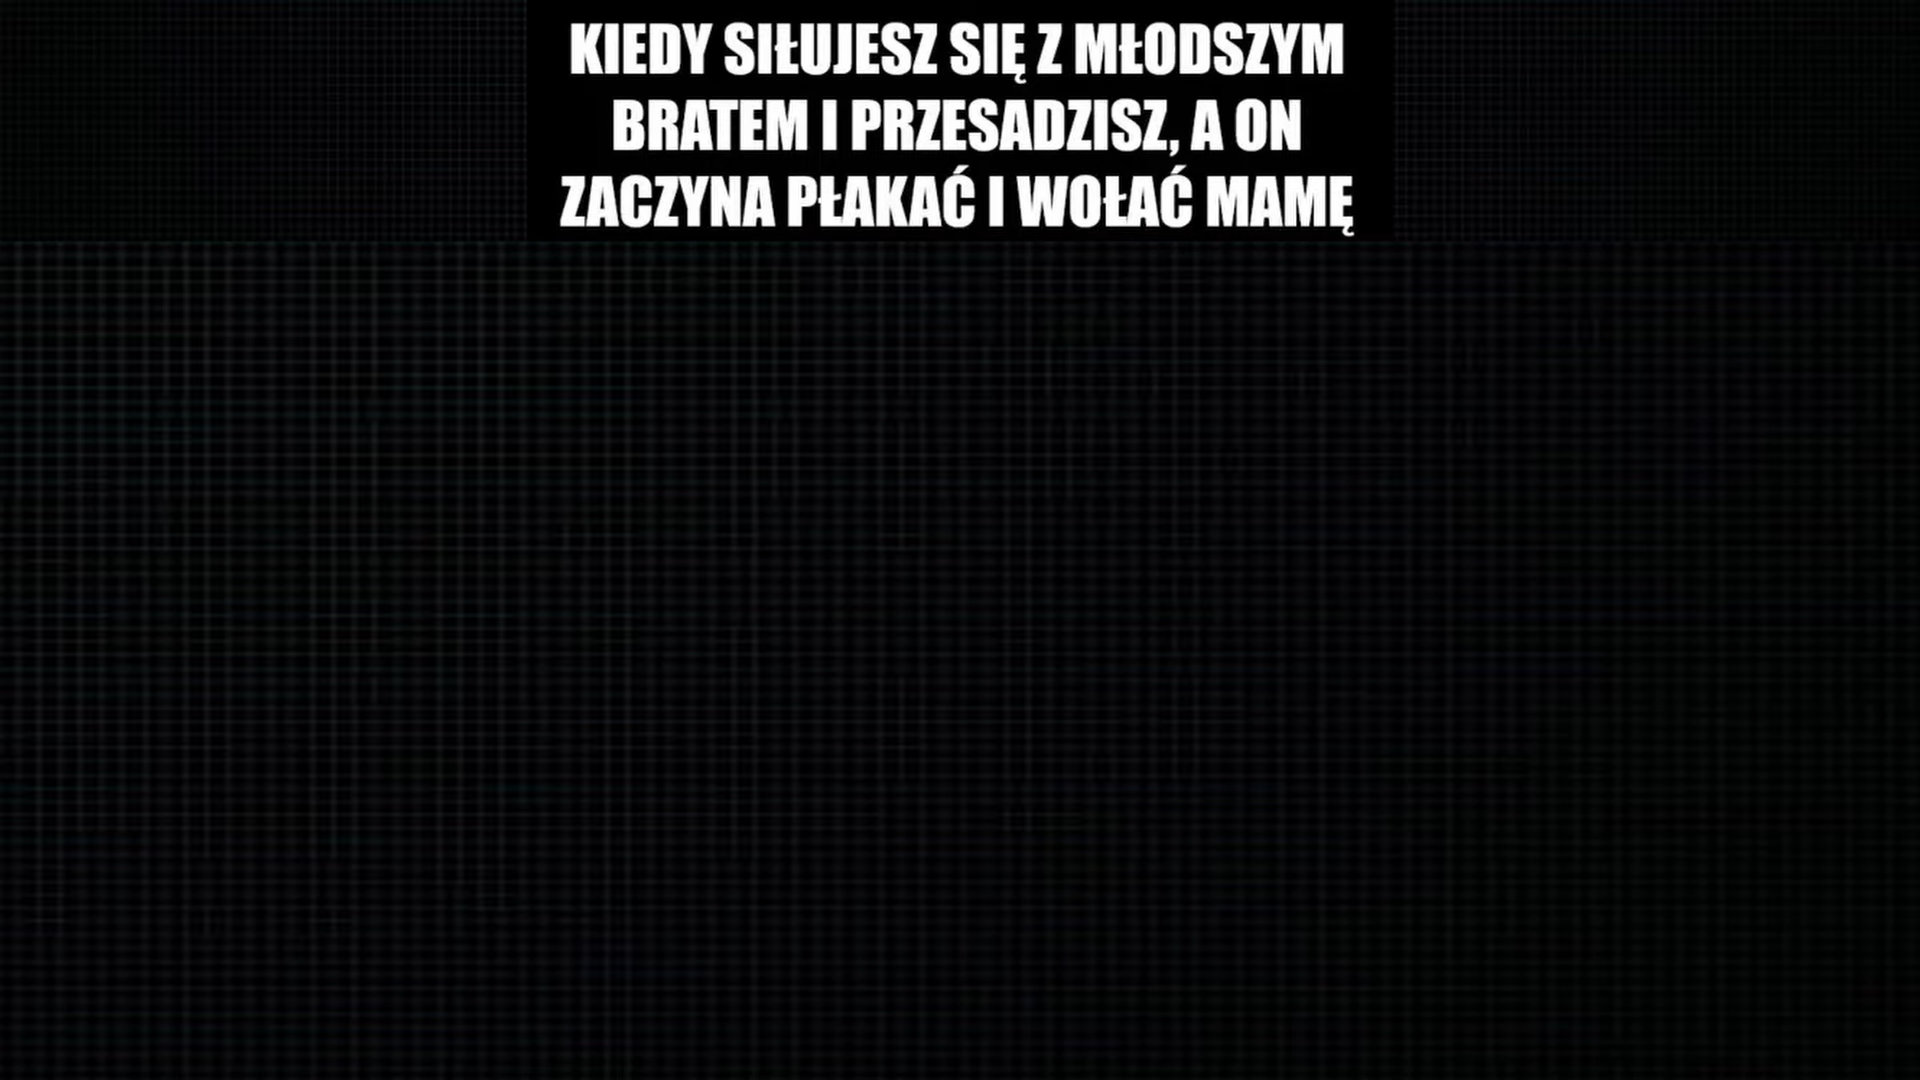 KIEDY SIŁUJESZ SIĘ Z MŁODSZYM
BRATEM I PRZESADZISZ, A ON
ZACZYNA PŁAKAĆ I WOŁAĆ MAMĘ